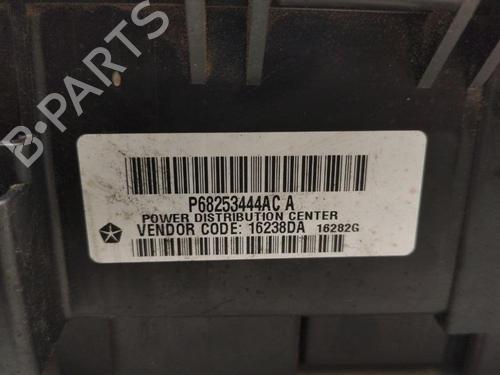 B-PARTS
P68253444AC A
POWER DISTRIBUTION CENTER
VENDOR CODE: 16238DA 16282G